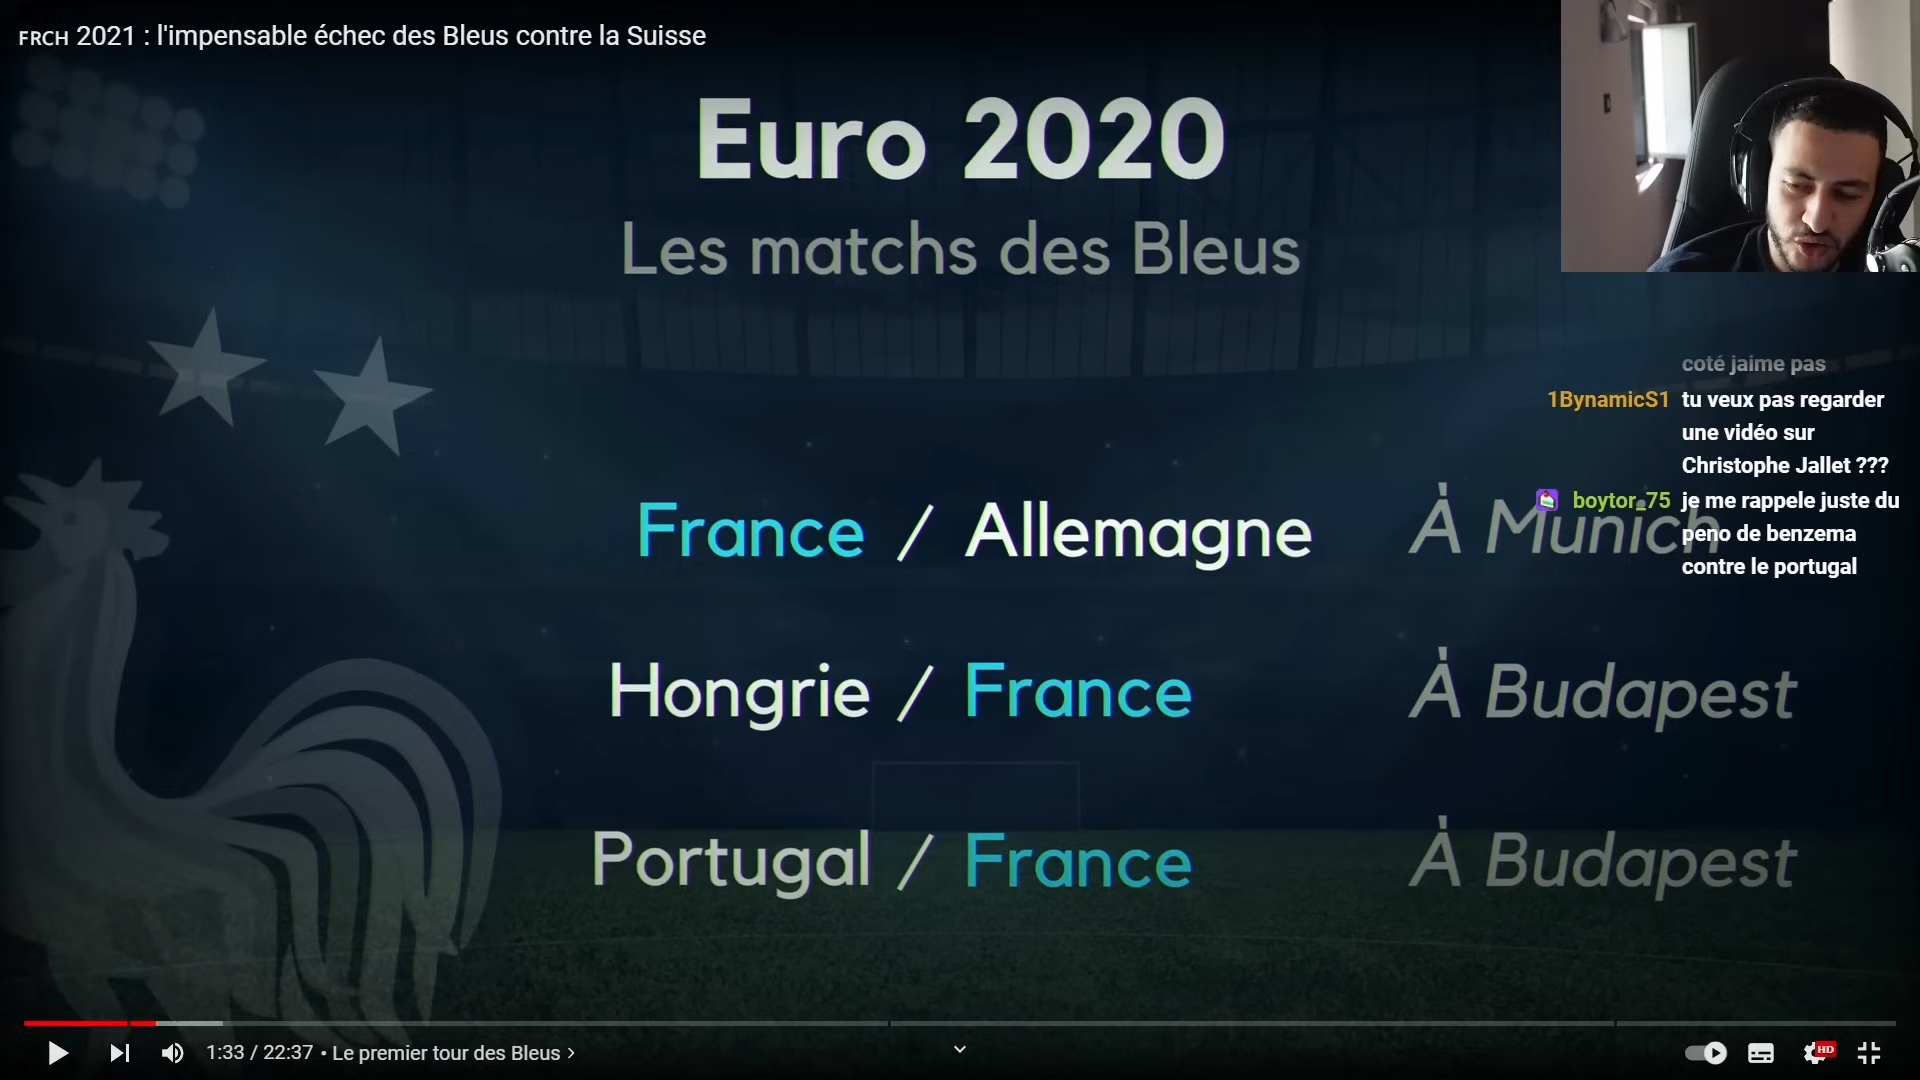 FRCH 2021 : l'impensable échec des Bleus contre la Suisse
Euro 2020
Les matchs des Bleus
coté jaime pas
1BynamicS1 tu veux pas regarder
une vidéo sur
Christophe Jallet ???
boytor_75 je me rappele juste du
peno de benzema
contre le portugal
France / Allemagne À Munich
Hongrie / France À Budapest
Portugal / France À Budapest
1:33 / 22:37 • Le premier tour des Bleus >
HD